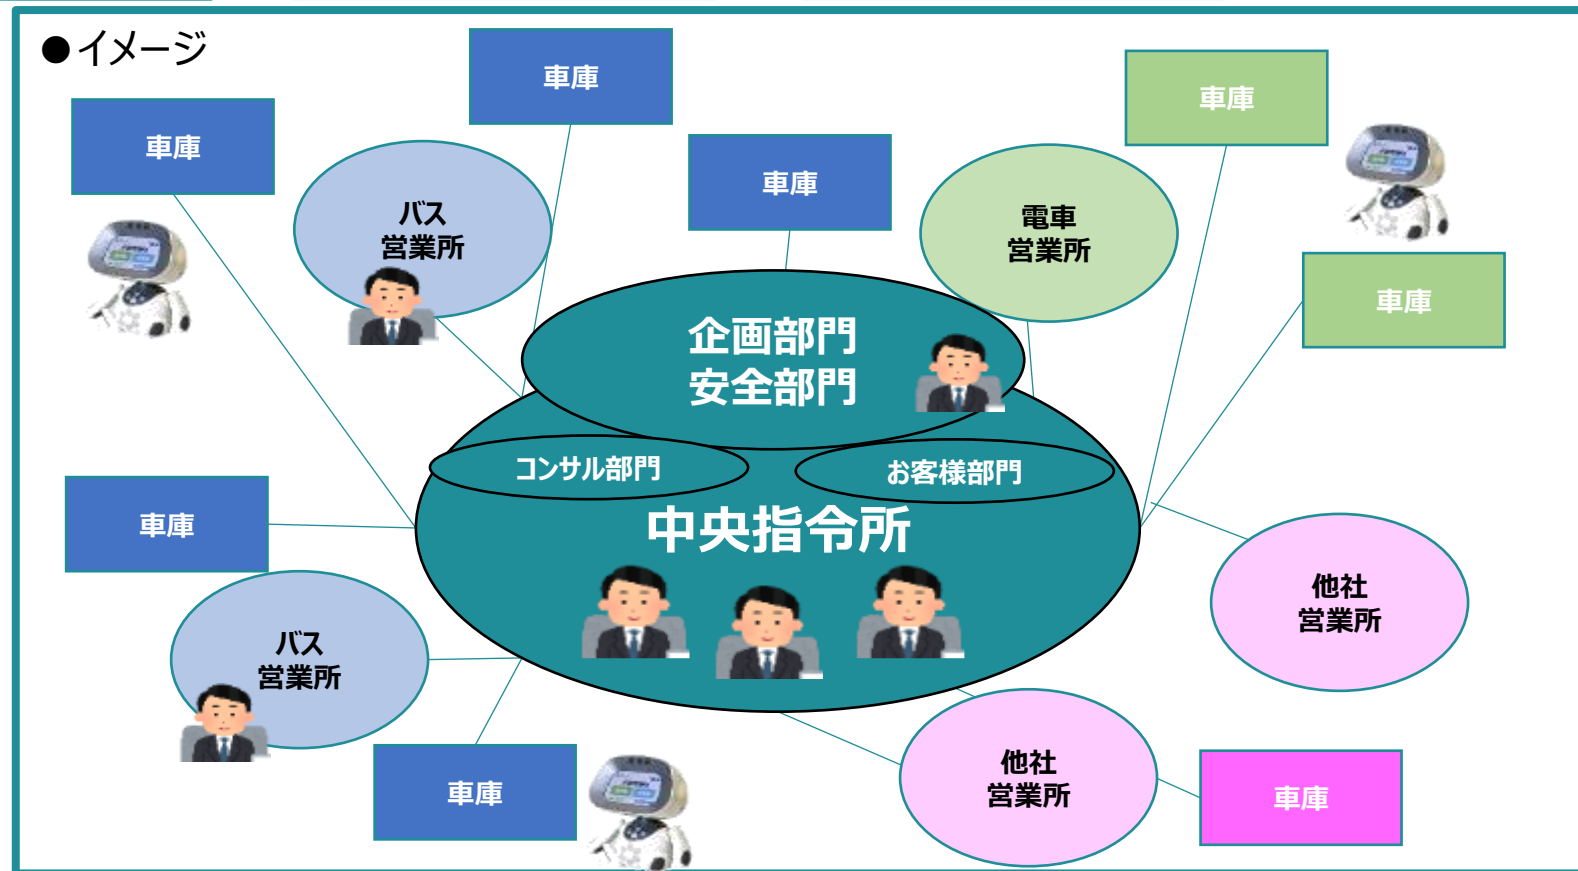 ●イメージ
車庫
車庫
車庫
車庫
バス
営業所
車庫
電車
営業所
車庫
企画部門
安全部門
コンサル部門
お客様部門
中央指令所
車庫
他社
営業所
バス
営業所
車庫
他社
営業所
車庫